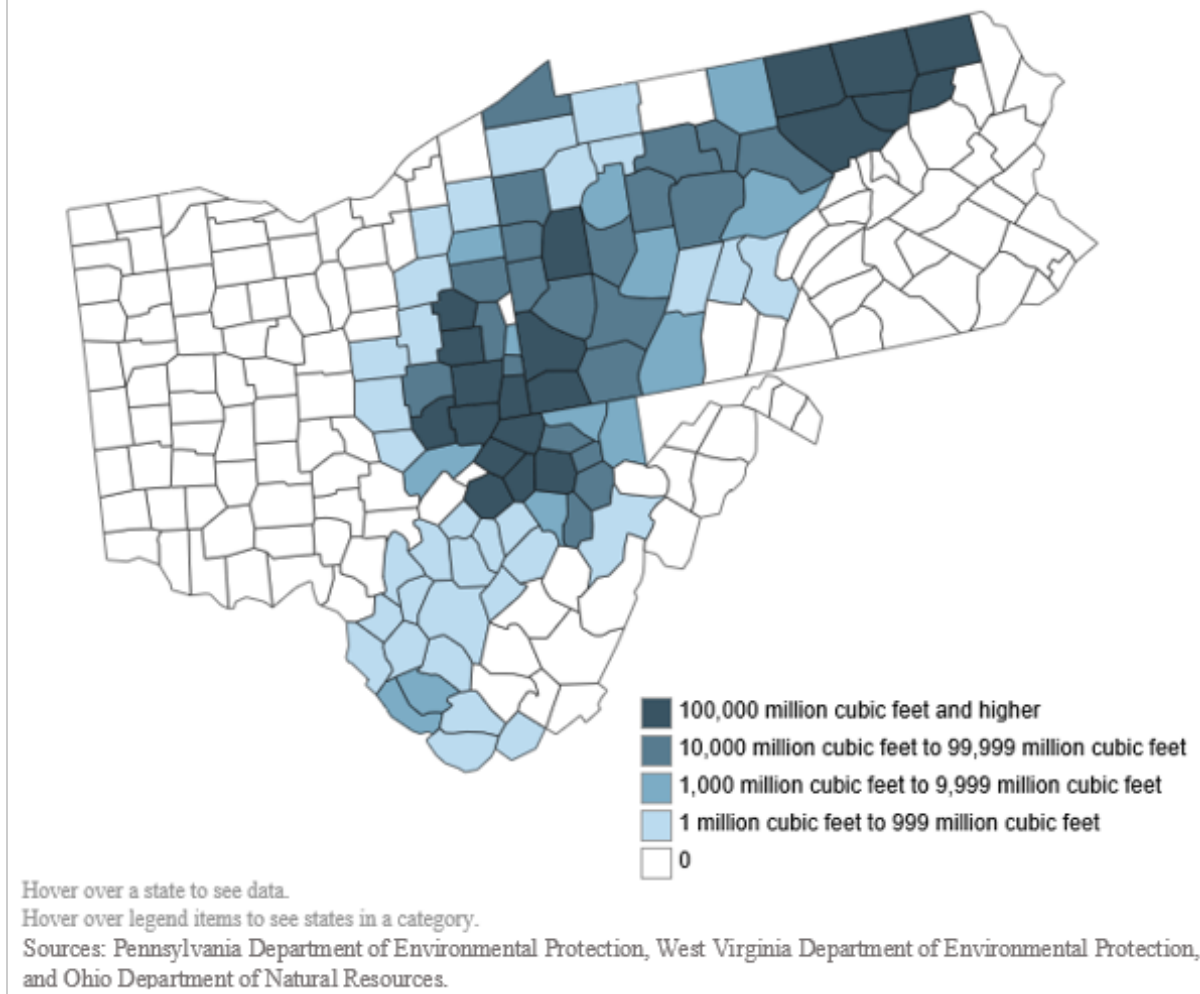 100,000 million cubic feet and higher
10,000 million cubic feet to 99,999 million cubic feet
1,000 million cubic feet to 9,999 million cubic feet
1 million cubic feet to 999 million cubic feet
0
Hover over a state to see data.
Hover over legend items to see states in a category.
Sources: Pennsylvania Department of Environmental Protection, West Virginia Department of Environmental Protection,
and Ohio Department of Natural Resources.